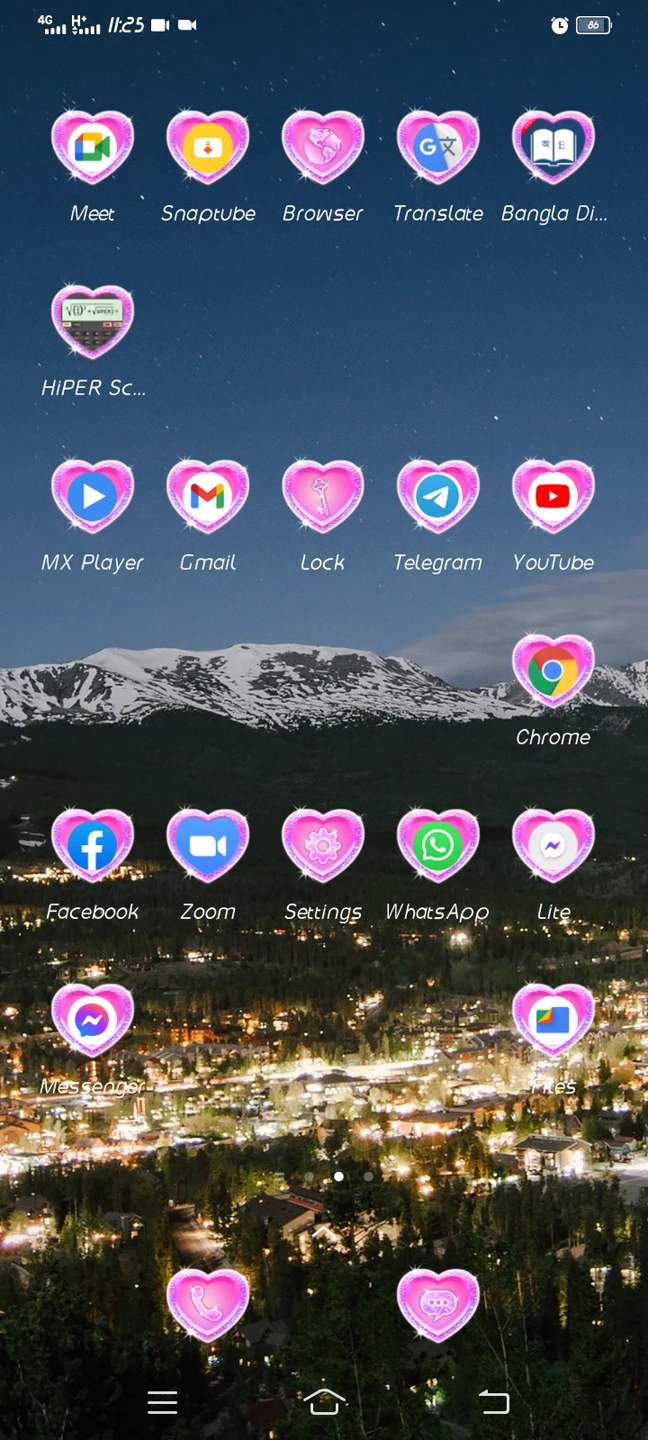 4G H+ 11:25 86
Meet Snaptube Browser Translate Bangla Di...
HiPER Sc...
MX Player Gmail Lock Telegram YouTube
Chrome
Facebook Zoom Settings WhatsApp Lite
Messenger Files